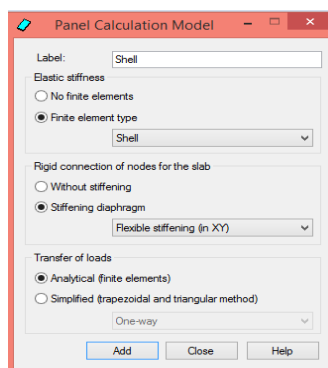 Panel Calculation Model
Label: Shell
Elastic stiffness
No finite elements
Finite element type
Shell
Rigid connection of nodes for the slab
Without stiffening
Stiffening diaphragm
Flexible stiffening (in XY)
Transfer of loads
Analytical (finite elements)
Simplified (trapezoidal and triangular method)
One-way
Add Close Help